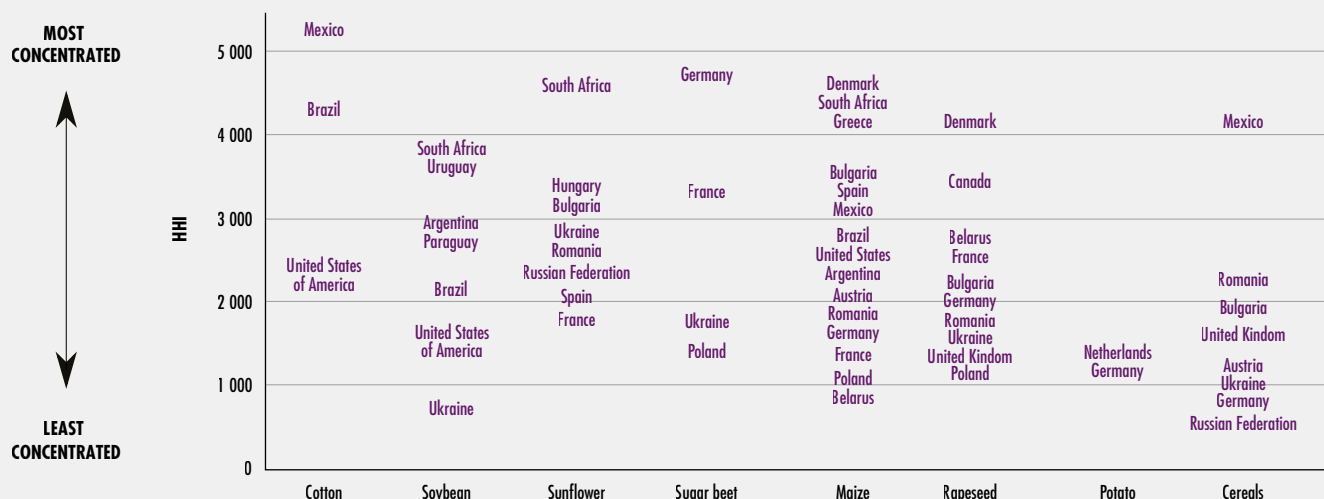 MOST
CONCENTRATED
LEAST
CONCENTRATED
HHI
5 000
4 000
3 000
2 000
1 000
0
Mexico
Brazil
United States
of America
Cotton
South Africa
Uruguay
Argentina
Paraguay
Brazil
United States
of America
Ukraine
Soybean
South Africa
Hungary
Bulgaria
Ukraine
Romania
Russian Federation
Spain
France
Sunflower
Germany
France
Ukraine
Poland
Sugar beet
Denmark
South Africa
Greece
Bulgaria
Spain
Mexico
Brazil
United States
Argentina
Austria
Romania
Germany
France
Poland
Belarus
Maize
Denmark
Canada
Belarus
France
Bulgaria
Germany
Romania
Ukraine
United Kindom
Poland
Rapeseed
Netherlands
Germany
Potato
Mexico
Romania
Bulgaria
United Kindom
Austria
Ukraine
Germany
Russian Federation
Cereals